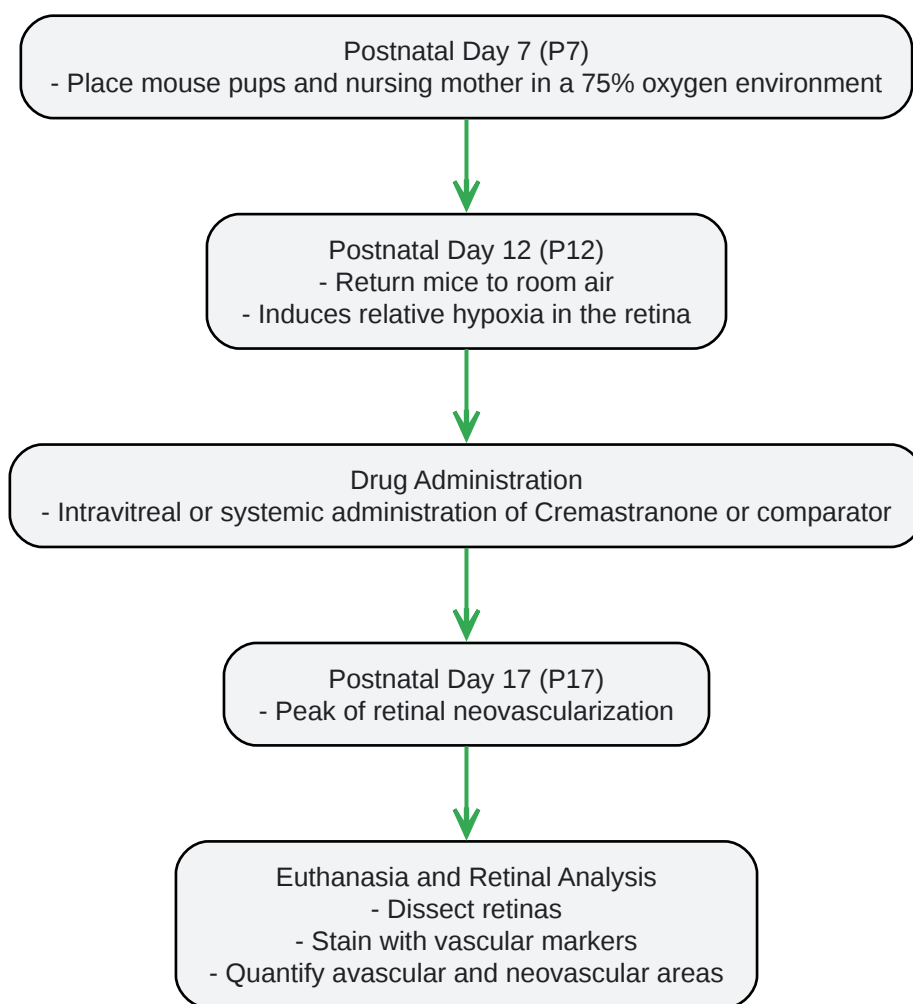 Postnatal Day 7 (P7)
- Place mouse pups and nursing mother in a 75% oxygen environment
Postnatal Day 12 (P12)
- Return mice to room air
- Induces relative hypoxia in the retina
Drug Administration
- Intravitreal or systemic administration of Cremastranone or comparator
Postnatal Day 17 (P17)
- Peak of retinal neovascularization
Euthanasia and Retinal Analysis
- Dissect retinas
- Stain with vascular markers
- Quantify avascular and neovascular areas